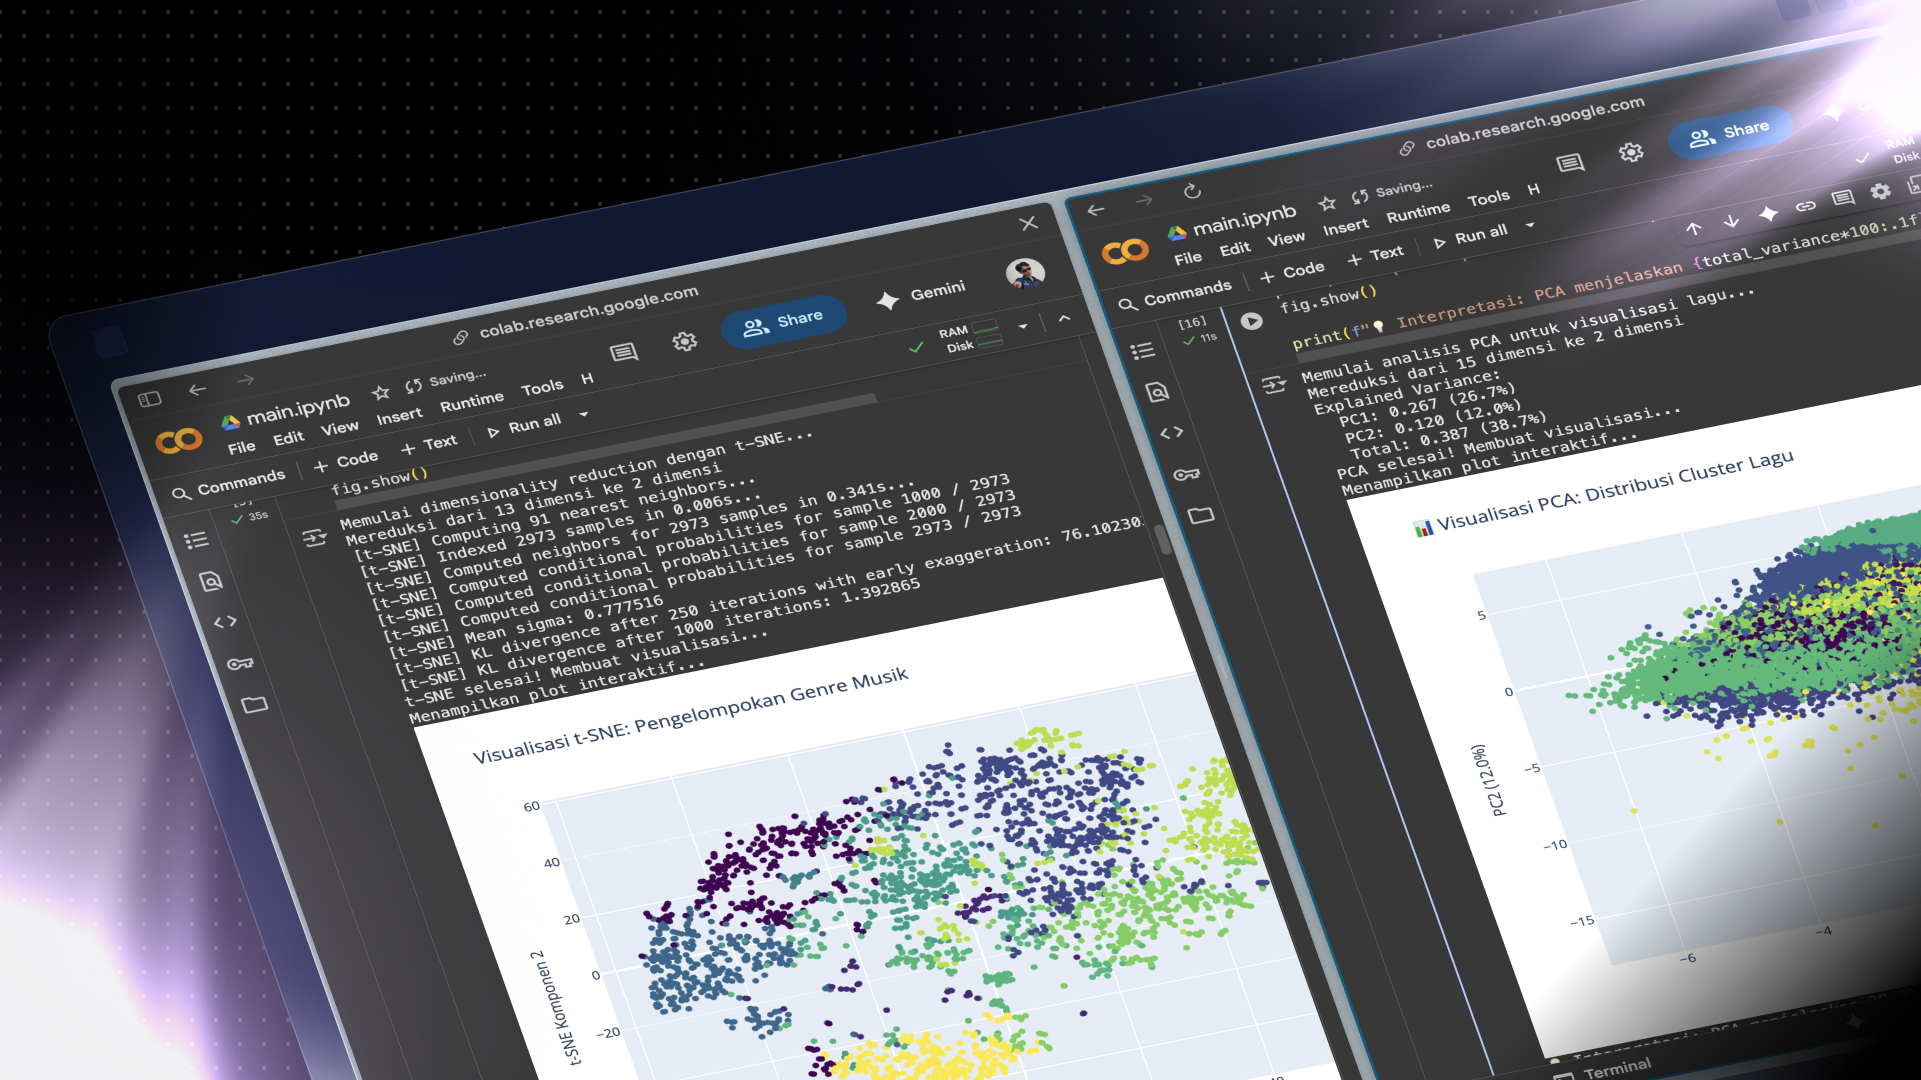 colab.research.google.com
main.ipynb
Saving...
File Edit View Insert Runtime Tools H
Share
Gemini
Commands + Code + Text Run all
RAM
Disk
fig.show()
35s
Memulai dimensionality reduction dengan t-SNE...
Mereduksi dari 13 dimensi ke 2 dimensi
[t-SNE] Computing 91 nearest neighbors...
[t-SNE] Indexed 2973 samples in 0.006s...
[t-SNE] Computed neighbors for 2973 samples in 0.341s...
[t-SNE] Computed conditional probabilities for sample 1000 / 2973
[t-SNE] Computed conditional probabilities for sample 2000 / 2973
[t-SNE] Computed conditional probabilities for sample 2973 / 2973
[t-SNE] Mean sigma: 0.777516
[t-SNE] KL divergence after 250 iterations with early exaggeration: 76.10230
[t-SNE] KL divergence after 1000 iterations: 1.392865
t-SNE selesai! Membuat visualisasi...
Menampilkan plot interaktif...
Visualisasi t-SNE: Pengelompokan Genre Musik
60
40
20
0
−20
t-SNE Komponen 2
colab.research.google.com
main.ipynb
Saving...
File Edit View Insert Runtime Tools H
Share
RAM
Disk
Commands + Code + Text Run all
fig.show()
[16]
11s
print(f"💡 Interpretasi: PCA menjelaskan {total_variance*100:.1f
Memulai analisis PCA untuk visualisasi lagu...
Mereduksi dari 15 dimensi ke 2 dimensi
Explained Variance:
PC1: 0.267 (26.7%)
PC2: 0.120 (12.0%)
Total: 0.387 (38.7%)
PCA selesai! Membuat visualisasi...
Menampilkan plot interaktif...
📊 Visualisasi PCA: Distribusi Cluster Lagu
5
0
−5
−10
−15
PC2 (12.0%)
−6
−4
Terminal